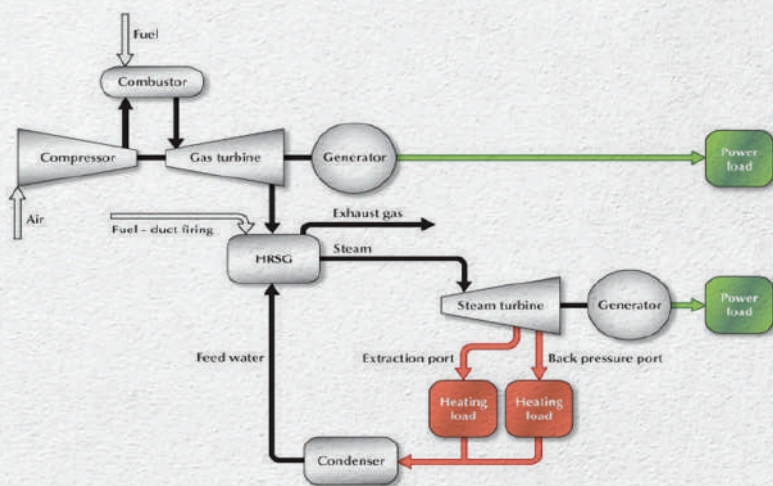 Fuel
Combustor
Compressor
Gas turbine
Generator
Power
load
Air
Fuel – duct firing
Exhaust gas
HRSG
Steam
Steam turbine
Generator
Power
load
Feed water
Extraction port
Back pressure port
Heating
load
Heating
load
Condenser